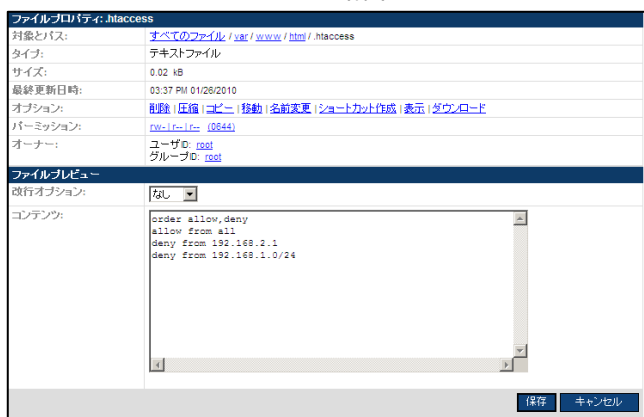 ファイルプロパティ: .htaccess
対象とパス: すべてのファイル / var / www / html / .htaccess
タイプ: テキストファイル
サイズ: 0.02 kB
最終更新日時: 03:37 PM 01/26/2010
オプション: 削除 | 圧縮 | コピー | 移動 | 名前変更 | ショートカット作成 | 表示 | ダウンロード
パーミッション: rw- | r-- | r-- (0644)
オーナー: ユーザID: root
グループID: root
ファイルプレビュー
改行オプション: なし
コンテンツ: order allow,deny
allow from all
deny from 192.168.2.1
deny from 192.168.1.0/24
保存 キャンセル